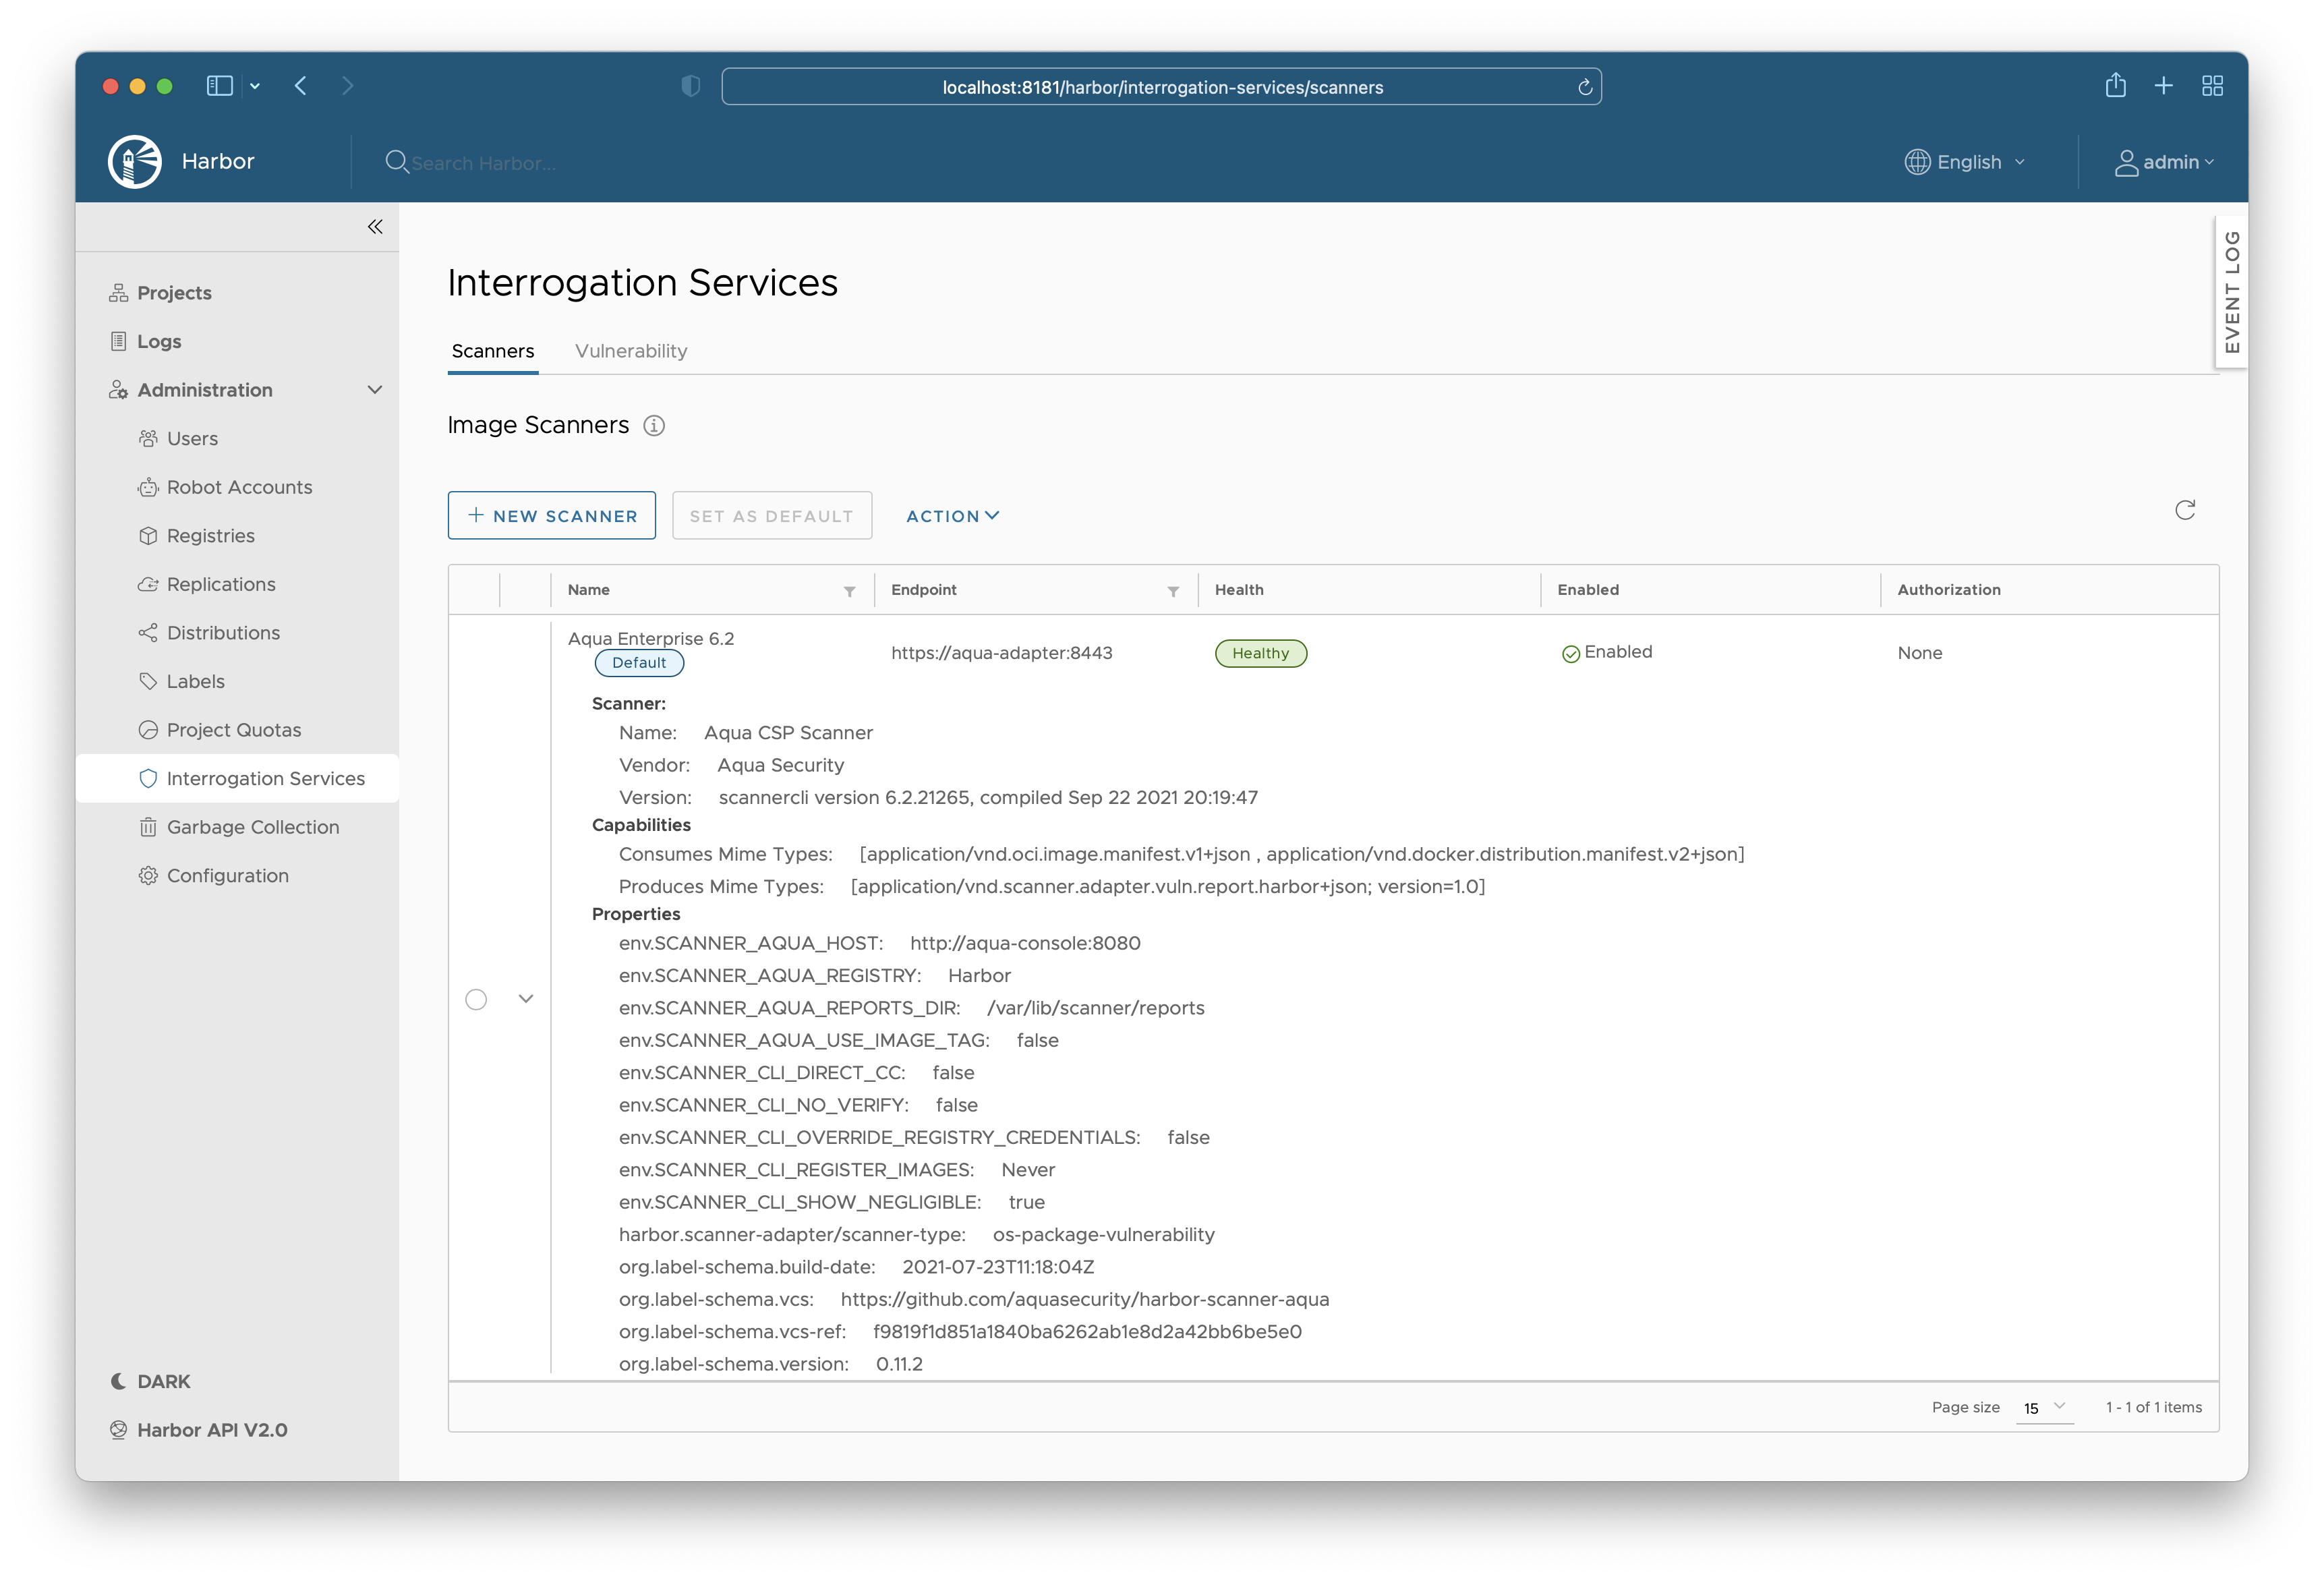 localhost:8181/harbor/interrogation-services/scanners
Harbor
Search Harbor...
English
admin
EVENT LOG
Projects
Logs
Administration
Users
Robot Accounts
Registries
Replications
Distributions
Labels
Project Quotas
Interrogation Services
Garbage Collection
Configuration
DARK
Harbor API V2.0
Interrogation Services
Scanners Vulnerability
Image Scanners
NEW SCANNER SET AS DEFAULT ACTION
Name Endpoint Health Enabled Authorization
Aqua Enterprise 6.2
Default https://aqua-adapter:8443 Healthy Enabled None
Scanner:
Name: Aqua CSP Scanner
Vendor: Aqua Security
Version: scannercli version 6.2.21265, compiled Sep 22 2021 20:19:47
Capabilities
Consumes Mime Types: [application/vnd.oci.image.manifest.v1+json , application/vnd.docker.distribution.manifest.v2+json]
Produces Mime Types: [application/vnd.scanner.adapter.vuln.report.harbor+json; version=1.0]
Properties
env.SCANNER_AQUA_HOST: http://aqua-console:8080
env.SCANNER_AQUA_REGISTRY: Harbor
env.SCANNER_AQUA_REPORTS_DIR: /var/lib/scanner/reports
env.SCANNER_AQUA_USE_IMAGE_TAG: false
env.SCANNER_CLI_DIRECT_CC: false
env.SCANNER_CLI_NO_VERIFY: false
env.SCANNER_CLI_OVERRIDE_REGISTRY_CREDENTIALS: false
env.SCANNER_CLI_REGISTER_IMAGES: Never
env.SCANNER_CLI_SHOW_NEGLIGIBLE: true
harbor.scanner-adapter/scanner-type: os-package-vulnerability
org.label-schema.build-date: 2021-07-23T11:18:04Z
org.label-schema.vcs: https://github.com/aquasecurity/harbor-scanner-aqua
org.label-schema.vcs-ref: f9819f1d851a1840ba6262ab1e8d2a42bb6be5e0
org.label-schema.version: 0.11.2
Page size 15 1 - 1 of 1 items